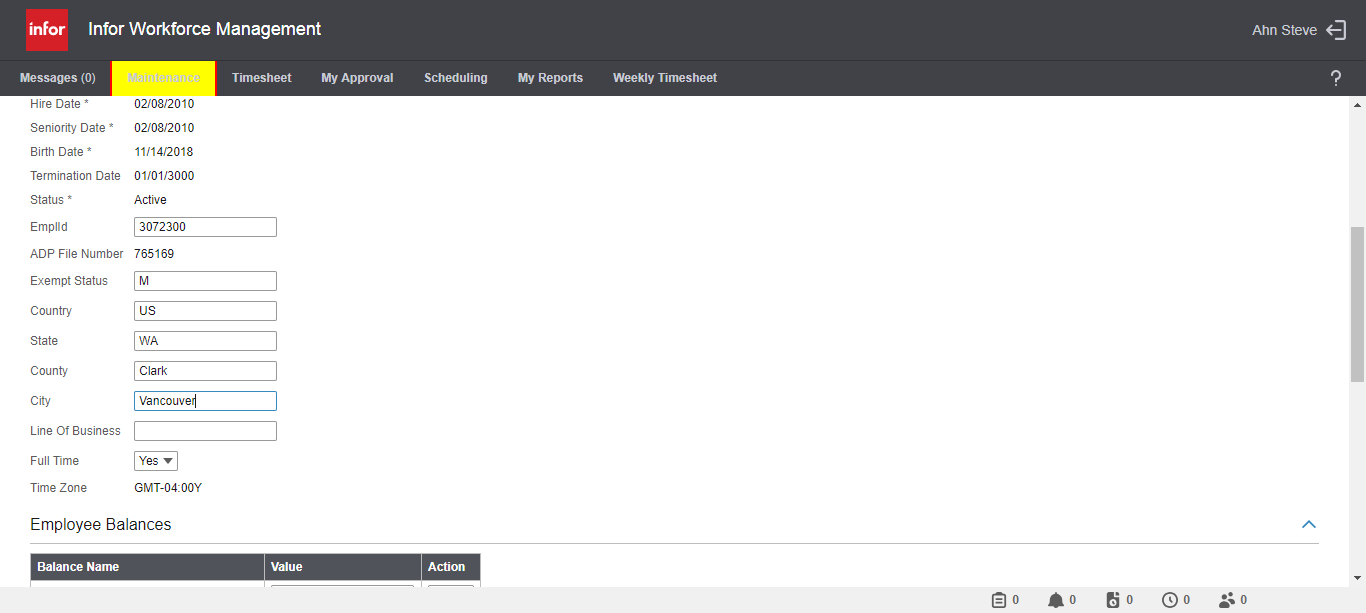 infor Infor Workforce Management Ahn Steve
Messages (0) Maintenance Timesheet My Approval Scheduling My Reports Weekly Timesheet ?
Hire Date * 02/08/2010
Seniority Date * 02/08/2010
Birth Date * 11/14/2018
Termination Date 01/01/3000
Status * Active
EmplId 3072300
ADP File Number 765169
Exempt Status M
Country US
State WA
County Clark
City Vancouver
Line Of Business
Full Time Yes
Time Zone GMT-04:00Y
Employee Balances
Balance Name Value Action
0 0 0 0 0